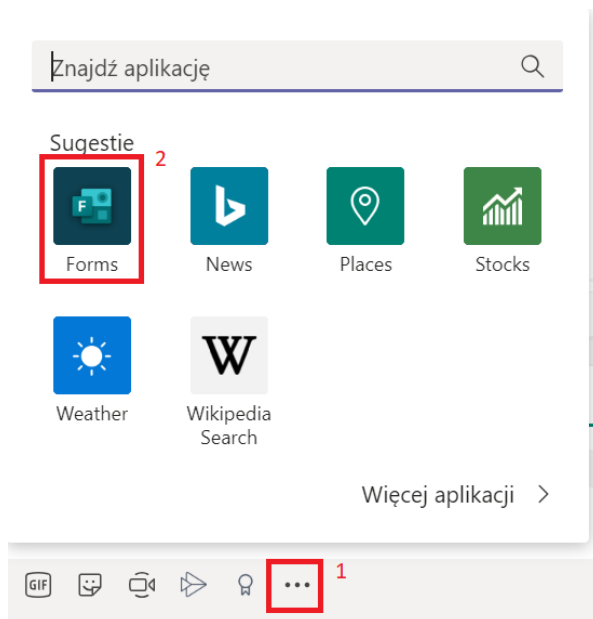 Znajdź aplikację
Sugestie
2
F
b
Forms
News
Places
Stocks
W
Weather
Wikipedia
Search
Więcej aplikacji
GIF
1